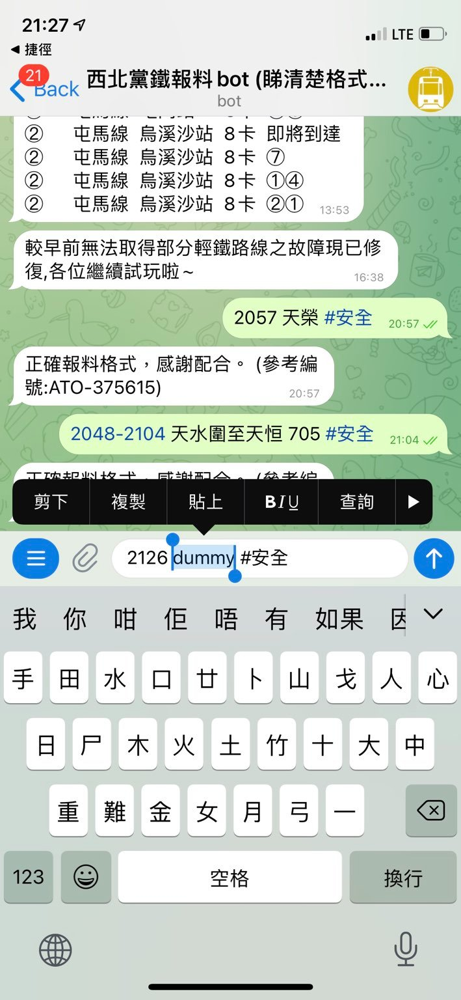 21:27
LTE
◀ 捷徑
21
Back
西北黨鐵報料bot (睇清楚格式...
bot
② 屯馬線 烏溪沙站 8卡 即將到達
② 屯馬線 烏溪沙站 8卡 ⑦
② 屯馬線 烏溪沙站 8卡 ①④
② 屯馬線 烏溪沙站 8卡 ②①
13:53
較早前無法取得部分輕鐵路線之故障現已修
復,各位繼續試玩啦~
16:38
2057 天榮 #安全
20:57
正確報料格式，感謝配合。 (參考編
號:ATO-375615)
20:57
2048-2104 天水圍至天恒 705 #安全
21:04
正確報料格式，感謝配合。 (參考編
剪下 複製 貼上 BIU 查詢 ▶
2126 dummy #安全
我 你 咁 佢 唔 有 如果 因
手 田 水 口 廿 卜 山 戈 人 心
日 尸 木 火 土 竹 十 大 中
重 難 金 女 月 弓 一
123 空格 換行